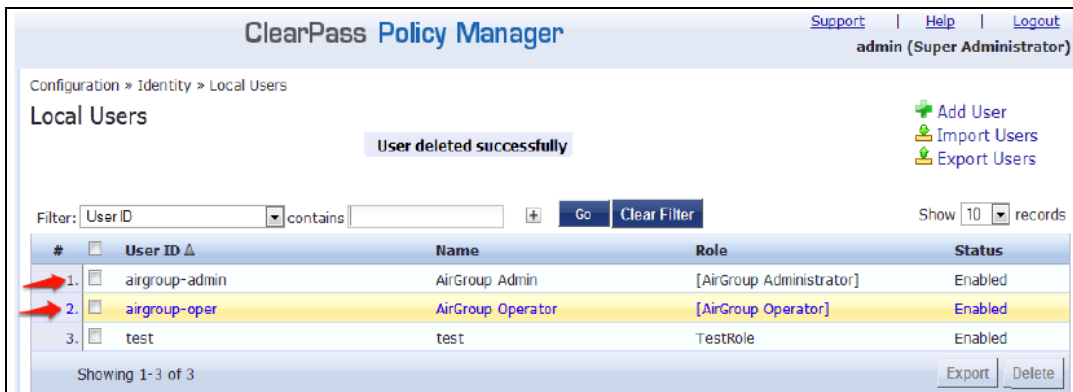 ClearPass Policy Manager
Support | Help | Logout
admin (Super Administrator)
Configuration » Identity » Local Users
Local Users
User deleted successfully
Add User
Import Users
Export Users
Filter: User ID contains + Go Clear Filter Show 10 records
# User ID Name Role Status
1. airgroup-admin AirGroup Admin [AirGroup Administrator] Enabled
2. airgroup-oper AirGroup Operator [AirGroup Operator] Enabled
3. test test TestRole Enabled
Showing 1-3 of 3 Export Delete